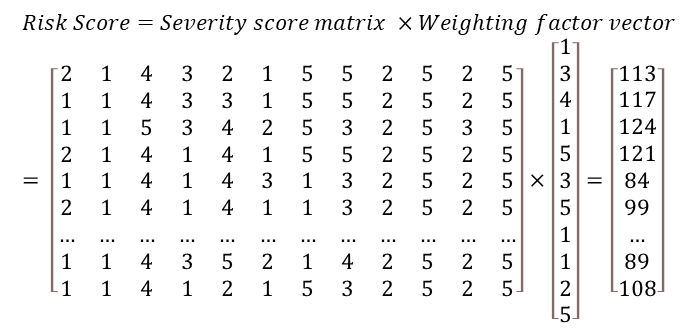 Risk Score = Severity score matrix × Weighting factor vector
1
2 1 4 3 2 1 5 5 2 5 2 5 3 113
1 1 4 3 3 1 5 5 2 5 2 5 4 117
1 1 5 3 4 2 5 3 2 5 3 5 1 124
2 1 4 1 4 1 5 5 2 5 2 5 5 121
= 1 1 4 1 4 3 1 3 2 5 2 5 × 3 = 84
2 1 4 1 4 1 1 3 2 5 2 5 5 99
... ... ... ... ... ... ... ... ... ... ... ... 1 ...
1 1 4 3 5 2 1 4 2 5 2 5 1 89
1 1 4 1 2 1 5 3 2 5 2 5 2 108
5